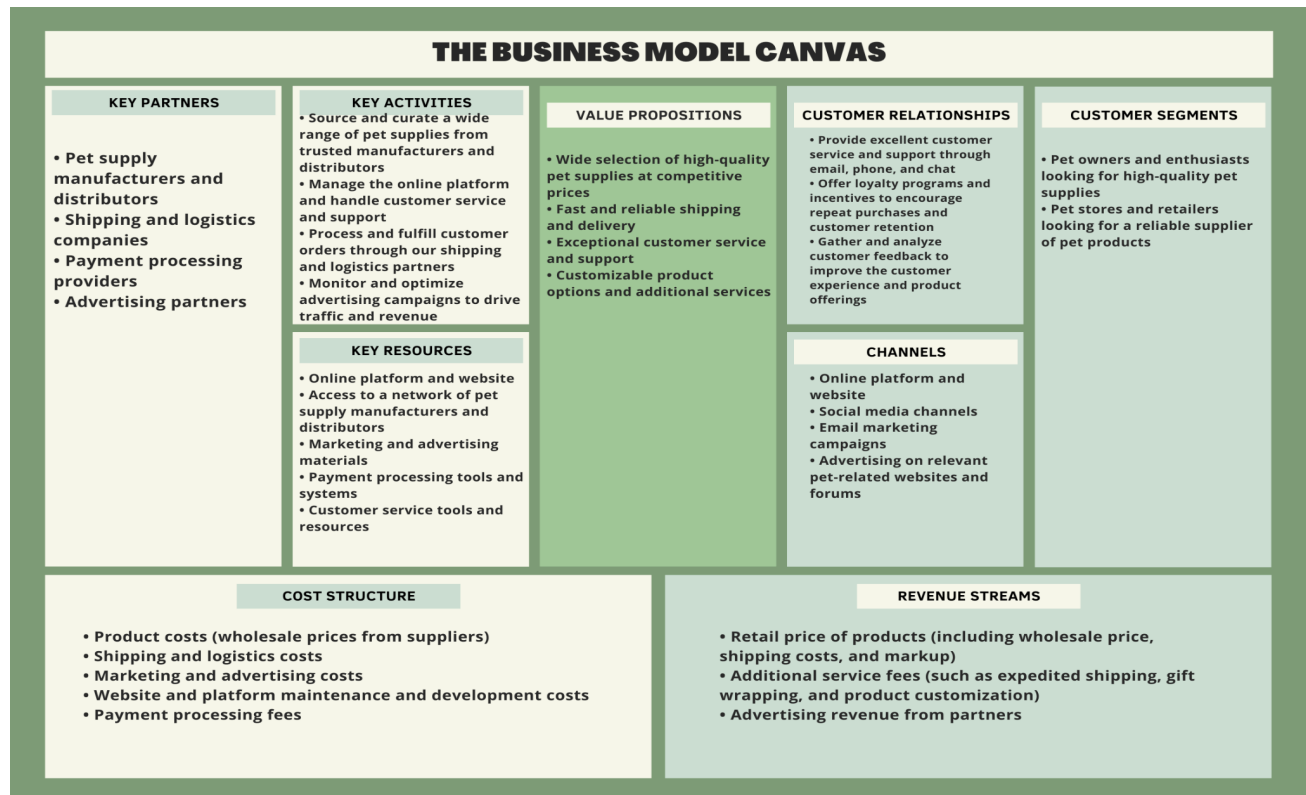 THE BUSINESS MODEL CANVAS
KEY PARTNERS
• Pet supply
manufacturers and
distributors
• Shipping and logistics
companies
• Payment processing
providers
• Advertising partners
KEY ACTIVITIES
• Source and curate a wide
range of pet supplies from
trusted manufacturers and
distributors
• Manage the online platform
and handle customer service
and support
• Process and fulfill customer
orders through our shipping
and logistics partners
• Monitor and optimize
advertising campaigns to drive
traffic and revenue
KEY RESOURCES
• Online platform and website
• Access to a network of pet
supply manufacturers and
distributors
• Marketing and advertising
materials
• Payment processing tools and
systems
• Customer service tools and
resources
VALUE PROPOSITIONS
• Wide selection of high-quality
pet supplies at competitive
prices
• Fast and reliable shipping
and delivery
• Exceptional customer service
and support
• Customizable product
options and additional services
CUSTOMER RELATIONSHIPS
• Provide excellent customer
service and support through
email, phone, and chat
• Offer loyalty programs and
incentives to encourage
repeat purchases and
customer retention
• Gather and analyze
customer feedback to
improve the customer
experience and product
offerings
CHANNELS
• Online platform and
website
• Social media channels
• Email marketing
campaigns
• Advertising on relevant
pet-related websites and
forums
CUSTOMER SEGMENTS
• Pet owners and enthusiasts
looking for high-quality pet
supplies
• Pet stores and retailers
looking for a reliable supplier
of pet products
COST STRUCTURE
• Product costs (wholesale prices from suppliers)
• Shipping and logistics costs
• Marketing and advertising costs
• Website and platform maintenance and development costs
• Payment processing fees
REVENUE STREAMS
• Retail price of products (including wholesale price,
shipping costs, and markup)
• Additional service fees (such as expedited shipping, gift
wrapping, and product customization)
• Advertising revenue from partners